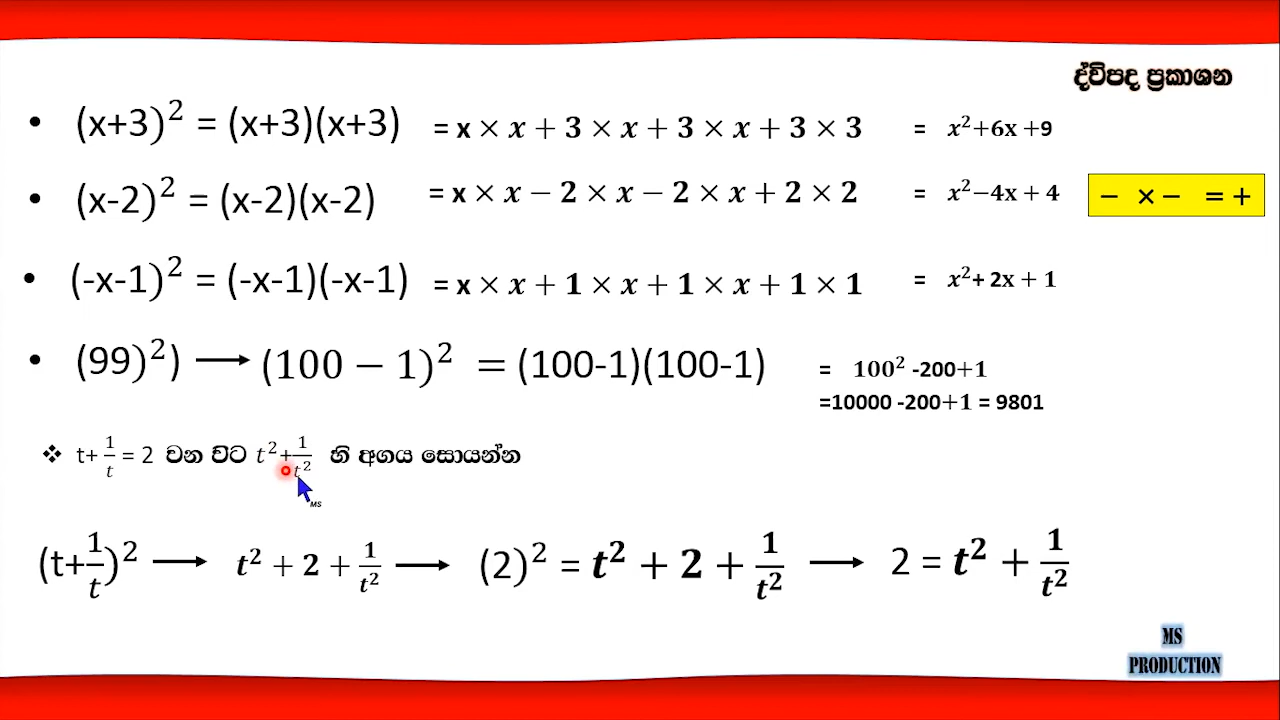 ද්විපද ප්‍රකාශන
• (x+3)² = (x+3)(x+3) = x × x + 3 × x + 3 × x + 3 × 3 = x²+6x +9
• (x-2)² = (x-2)(x-2) = x × x − 2 × x − 2 × x + 2 × 2 = x²−4x + 4 − × − = +
• (-x-1)² = (-x-1)(-x-1) = x × x + 1 × x + 1 × x + 1 × 1 = x²+ 2x + 1
• (99)²) ⟶ (100 − 1)² = (100-1)(100-1) = 100² -200+1
=10000 -200+1 = 9801
❖ t+ 1/t = 2 වන විට t²+1/t² හි අගය සොයන්න
MS
(t+1/t)² ⟶ t² + 2 + 1/t² ⟶ (2)² = t² + 2 + 1/t² ⟶ 2 = t² + 1/t²
MS
PRODUCTION